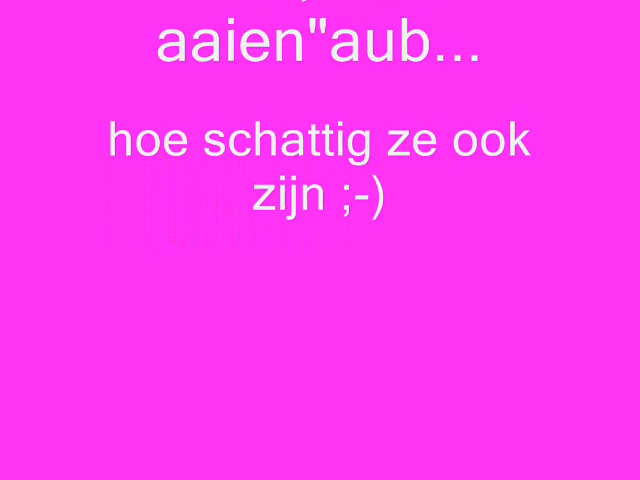 aaien"aub...
hoe schattig ze ook
zijn ;-)